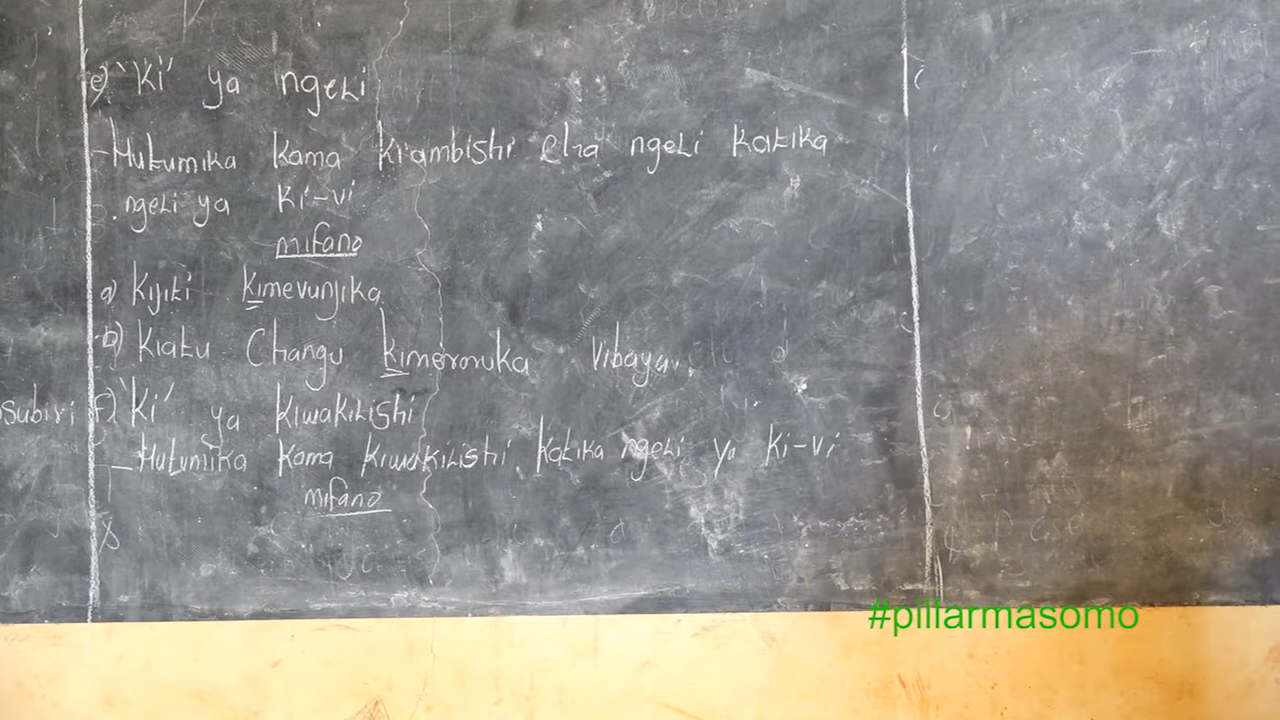 e) 'Ki' ya ngeli
- Hutumika kama kiambishi cha ngeli katika
ngeli ya Ki-vi
mifano
a) Kijiti kimevunjika
b) Kiatu changu kimeraruka vibaya
Subiri
f) 'Ki' ya kiwakilishi
- Hutumika kama kiwakilishi katika ngeli ya Ki-vi
mifano
#pillarmasomo